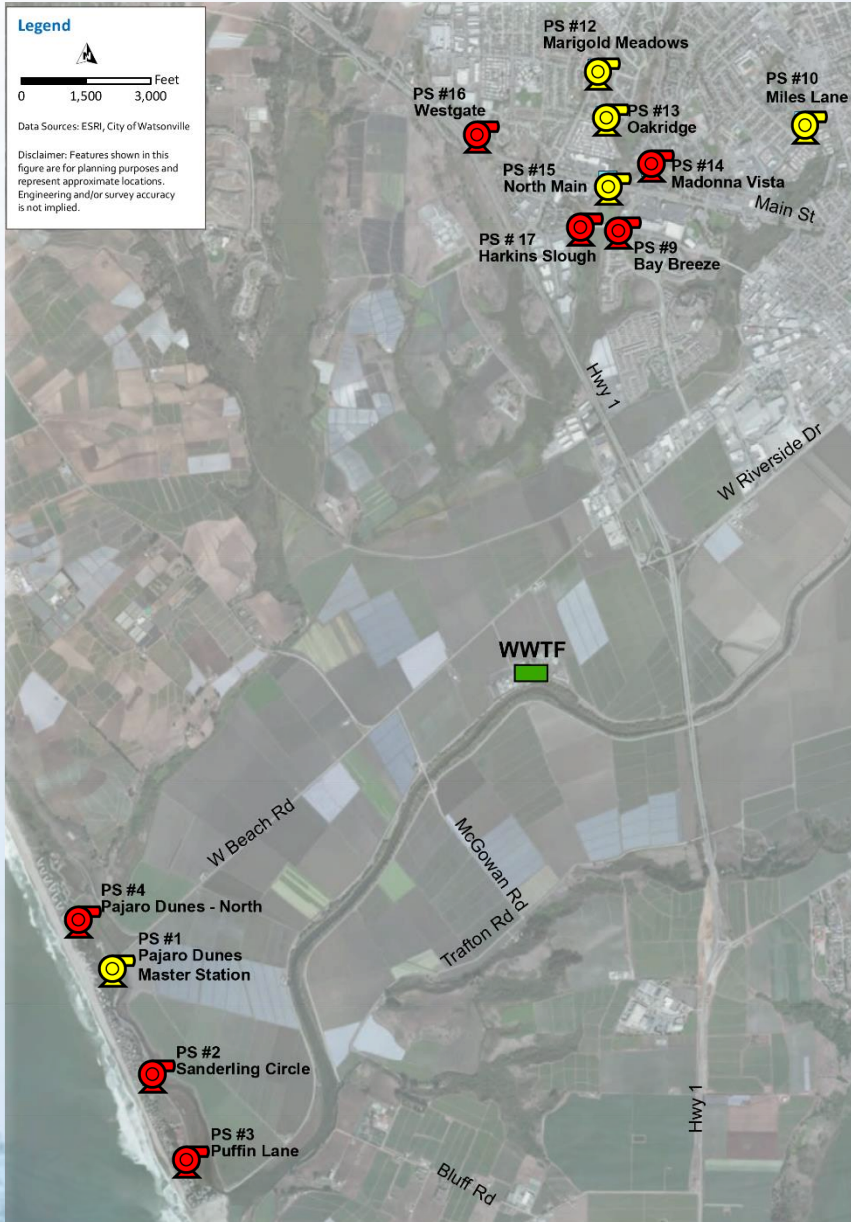 Legend
Feet
0 1,500 3,000
Data Sources: ESRI, City of Watsonville
Disclaimer: Features shown in this
figure are for planning purposes and
represent approximate locations.
Engineering and/or survey accuracy
is not implied.
PS #12
Marigold Meadows
PS #16
Westgate
PS #10
Miles Lane
PS #13
Oakridge
PS #15
North Main
PS #14
Madonna Vista
Main St
PS # 17
Harkins Slough
PS #9
Bay Breeze
Hwy 1
W Riverside Dr
WWTF
W Beach Rd
McGowan Rd
Trafton Rd
PS #4
Pajaro Dunes - North
PS #1
Pajaro Dunes
Master Station
PS #2
Sanderling Circle
PS #3
Puffin Lane
Hwy 1
Bluff Rd